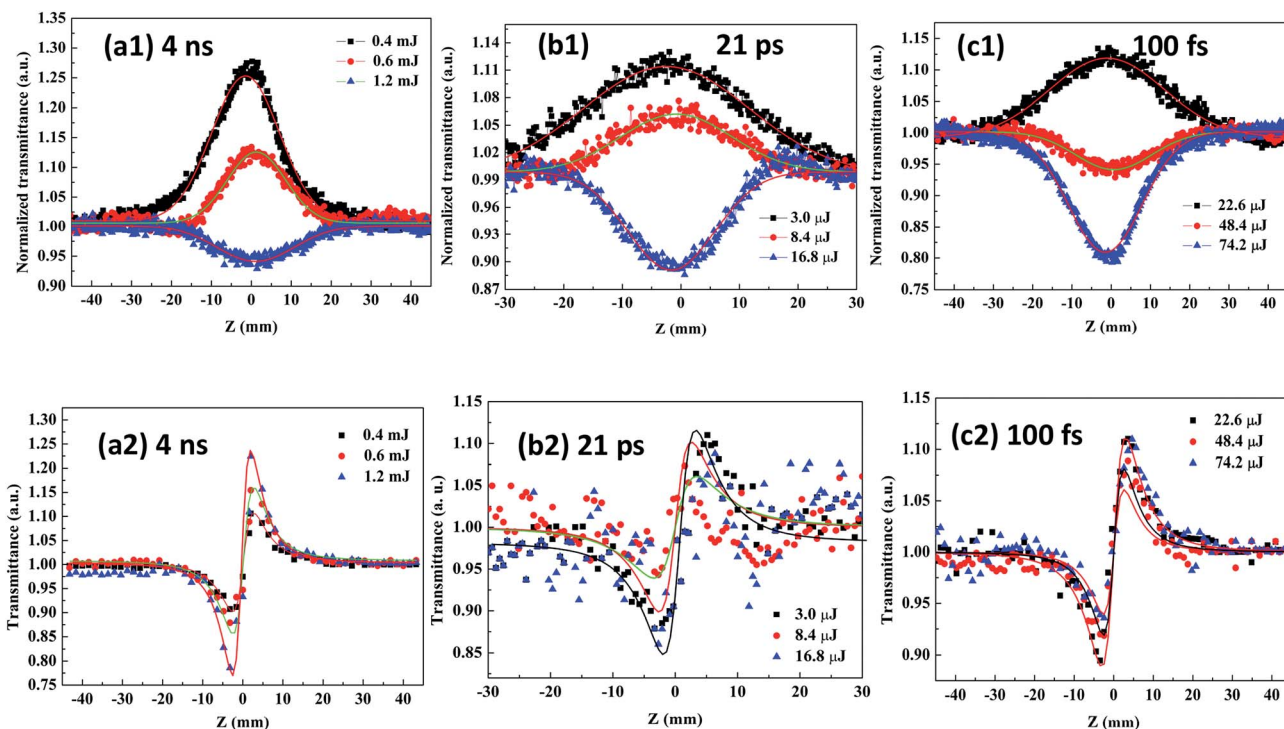 (a1) 4 ns
0.4 mJ
0.6 mJ
1.2 mJ
Normalized transmittance (a.u.)
1.35
1.30
1.25
1.20
1.15
1.10
1.05
1.00
0.95
0.90
-40 -30 -20 -10 0 10 20 30 40
Z (mm)
(b1) 21 ps
3.0 μJ
8.4 μJ
16.8 μJ
Normalized transmittance (a.u.)
1.14
1.11
1.08
1.05
1.02
0.99
0.96
0.93
0.90
0.87
-30 -20 -10 0 10 20 30
Z (mm)
(c1) 100 fs
22.6 μJ
48.4 μJ
74.2 μJ
Normalized transmittance (a.u.)
1.15
1.10
1.05
1.00
0.95
0.90
0.85
0.80
0.75
-40 -30 -20 -10 0 10 20 30 40
Z (mm)
(a2) 4 ns
0.4 mJ
0.6 mJ
1.2 mJ
Transmittance (a.u.)
1.30
1.25
1.20
1.15
1.10
1.05
1.00
0.95
0.90
0.85
0.80
0.75
-40 -30 -20 -10 0 10 20 30 40
Z (mm)
(b2) 21 ps
3.0 μJ
8.4 μJ
16.8 μJ
Transmittance (a.u.)
1.15
1.10
1.05
1.00
0.95
0.90
0.85
-30 -20 -10 0 10 20 30
Z (mm)
(c2) 100 fs
22.6 μJ
48.4 μJ
74.2 μJ
Transmittance (a.u.)
1.15
1.10
1.05
1.00
0.95
0.90
-40 -30 -20 -10 0 10 20 30 40
Z (mm)